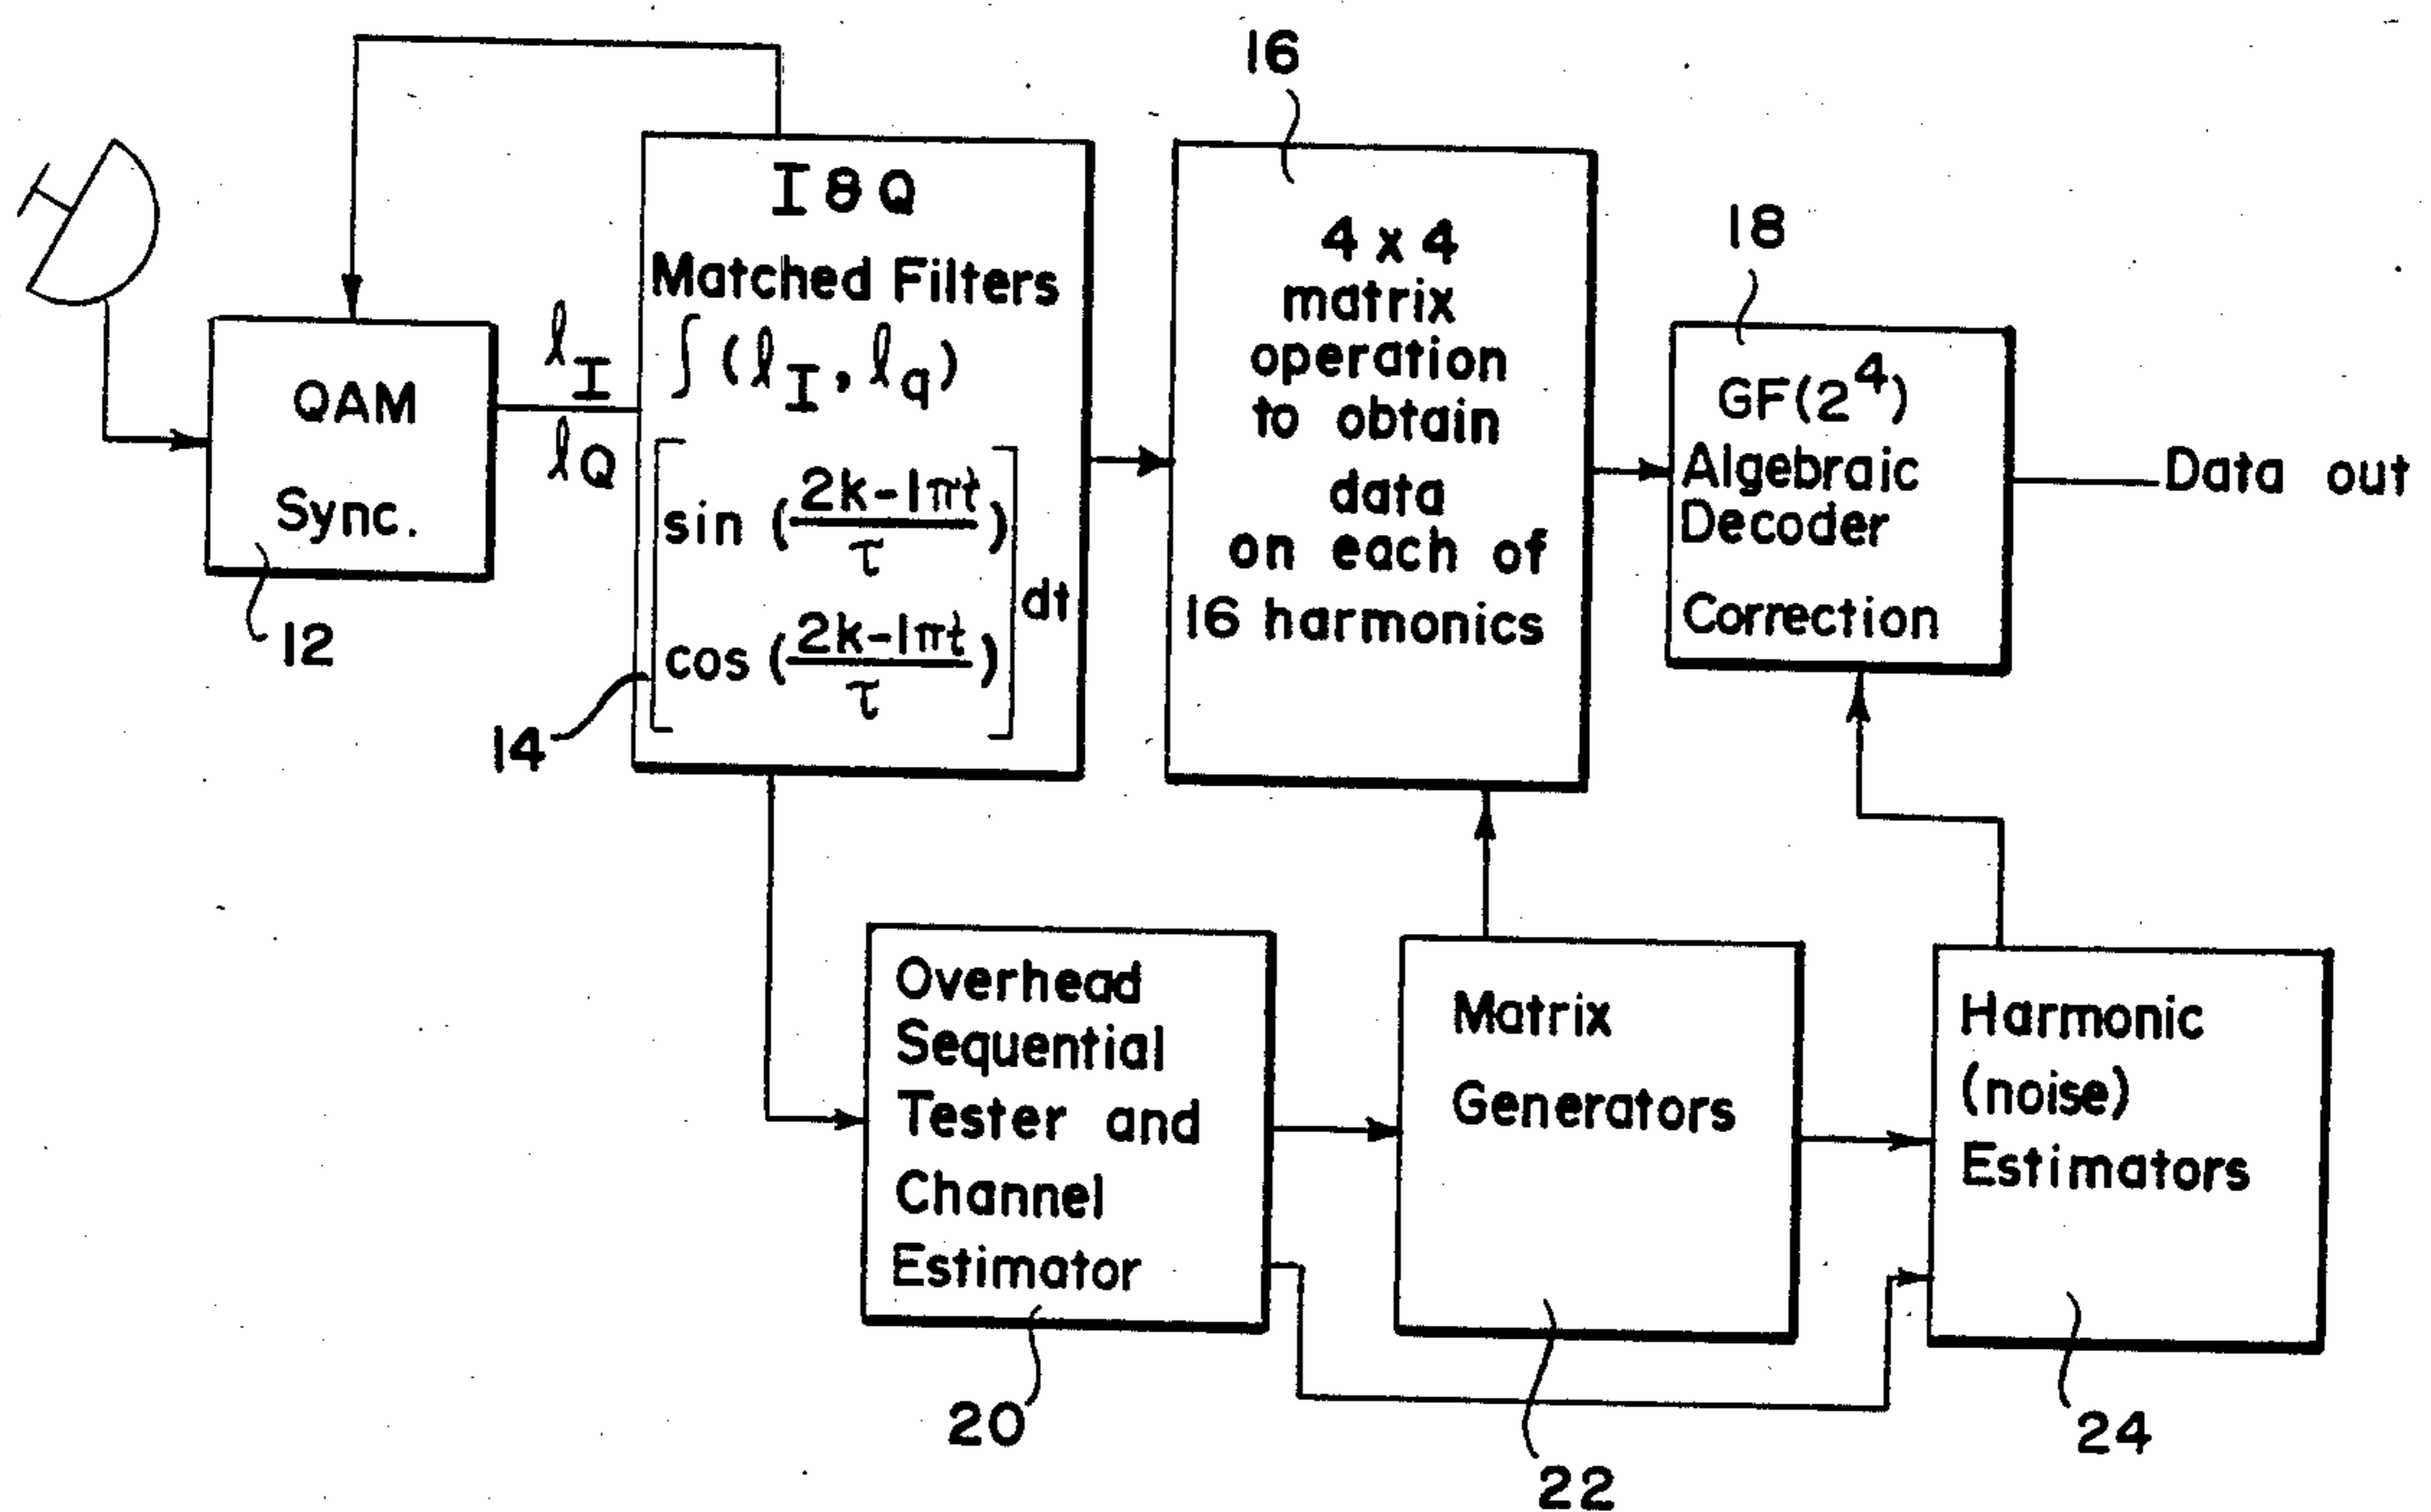 16
I8Q
Matched Filters
∫ (ℓI, ℓq)
[sin (2k-1πt/τ)
cos (2k-1πt/τ)] dt
14
QAM
Sync.
12
ℓI
ℓQ
4 x 4
matrix
operation
to obtain
data
on each of
16 harmonics
18
GF(2⁴)
Algebraic
Decoder
Correction
Data out
Overhead
Sequential
Tester and
Channel
Estimator
20
Matrix
Generators
22
Harmonic
(noise)
Estimators
24